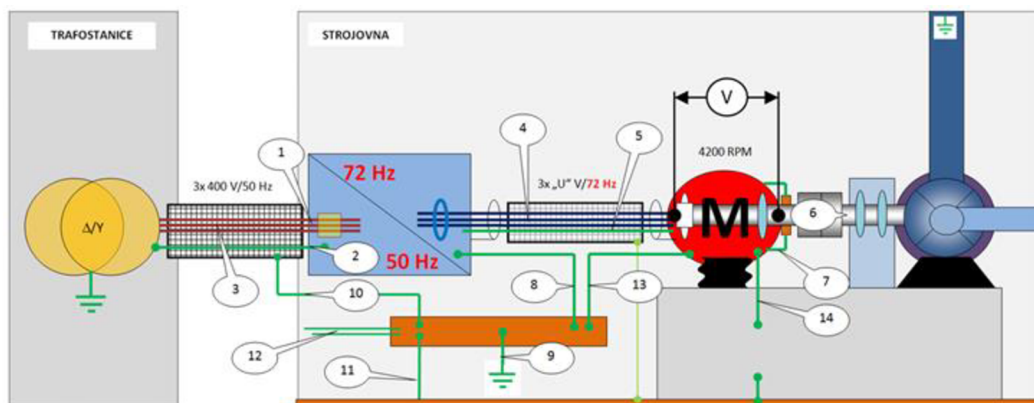 TRAFOSTANICE
STROJOVNA
V
4
5
1
72 Hz
4200 RPM
3x 400 V/50 Hz
3x „U“ V/72 Hz
6
M
Δ/Y
50 Hz
2
3
7
10
8
13
14
12
9
11